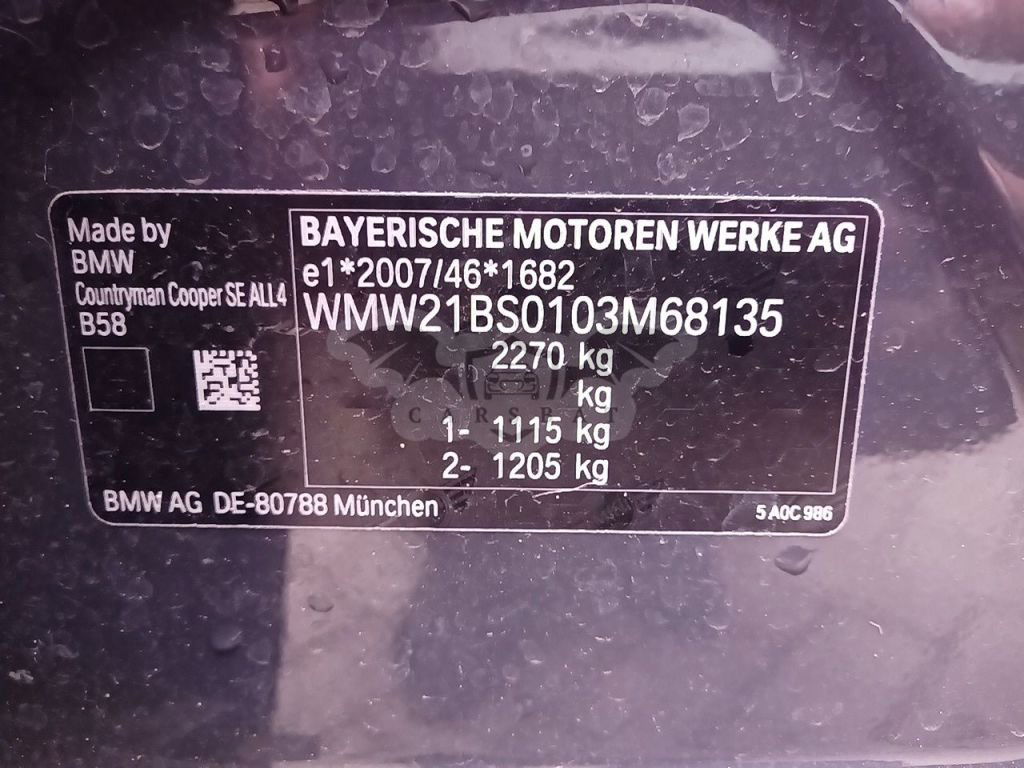 Made by
BMW
Countryman Cooper SE ALL4
B58
BAYERISCHE MOTOREN WERKE AG
e1*2007/46*1682
WMW21BS0103M68135
2270 kg
kg
1- 1115 kg
2- 1205 kg
BMW AG DE-80788 München
5 A0C 986
CARSBAT